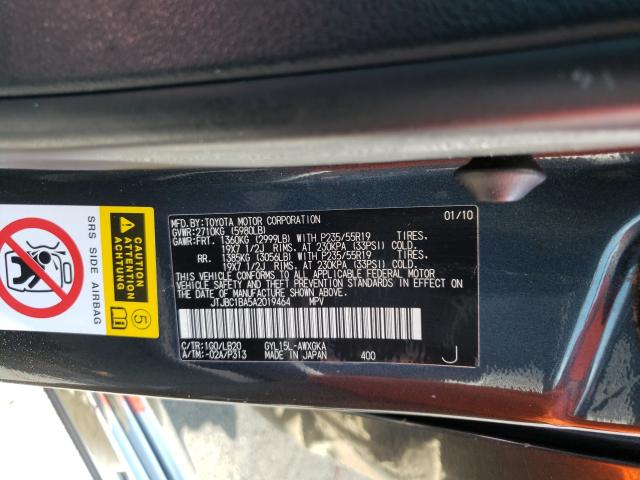 MFD.BY:TOYOTA MOTOR CORPORATION 01/10
GVWR:2710KG (5980LB)
GAWR:FRT. 1360KG (2999LB) WITH P235/55R19 TIRES.
19X7 1/2J RIMS. AT 230KPA (33PSI) COLD.
RR. 1385KG (3056LB) WITH P235/55R19 TIRES.
19X7 1/2J RIMS. AT 230KPA (33PSI) COLD.
THIS VEHICLE CONFORMS TO ALL APPLICABLE FEDERAL MOTOR
VEHICLE SAFETY AND THEFT PREVENTION STANDARDS IN EFFECT ON
THE DATE OF MANUFACTURE SHOWN ABOVE.
JTJBC1BA5A2019464 MPV
C/TR:1G0/LB20 GYL15L-AWXGKA
A/TM:-02A/P313 MADE IN JAPAN 400
J
SRS SIDE AIRBAG
CAUTION
ACHTUNG
ATTENTION
5